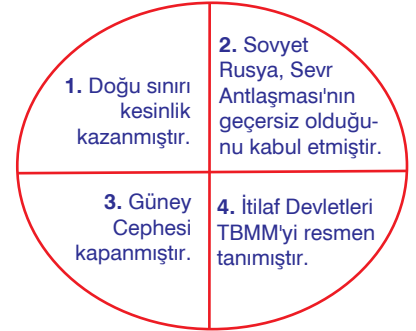 1. Doğu sınırı
kesinlik
kazanmıştır.
2. Sovyet
Rusya, Sevr
Antlaşması'nın
geçersiz olduğu-
nu kabul etmiştir.
3. Güney
Cephesi
kapanmıştır.
4. İtilaf Devletleri
TBMM'yi resmen
tanımıştır.